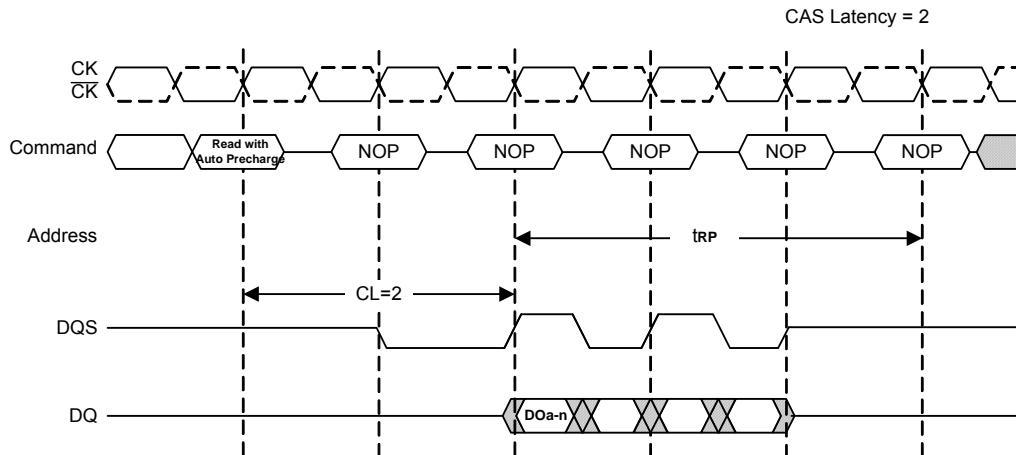 CAS Latency = 2
CK
CK
Command
Read with
Auto Precharge
NOP
NOP
NOP
NOP
NOP
Address
tRP
CL=2
DQS
DQ
DOa-n